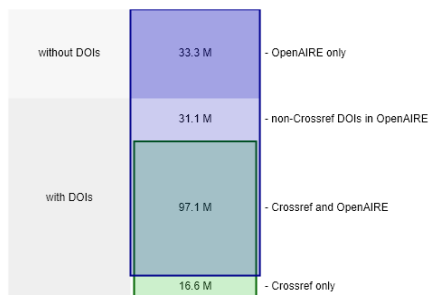 without DOIs 33.3 M - OpenAIRE only
31.1 M - non-Crossref DOIs in OpenAIRE
with DOIs 97.1 M - Crossref and OpenAIRE
16.6 M - Crossref only